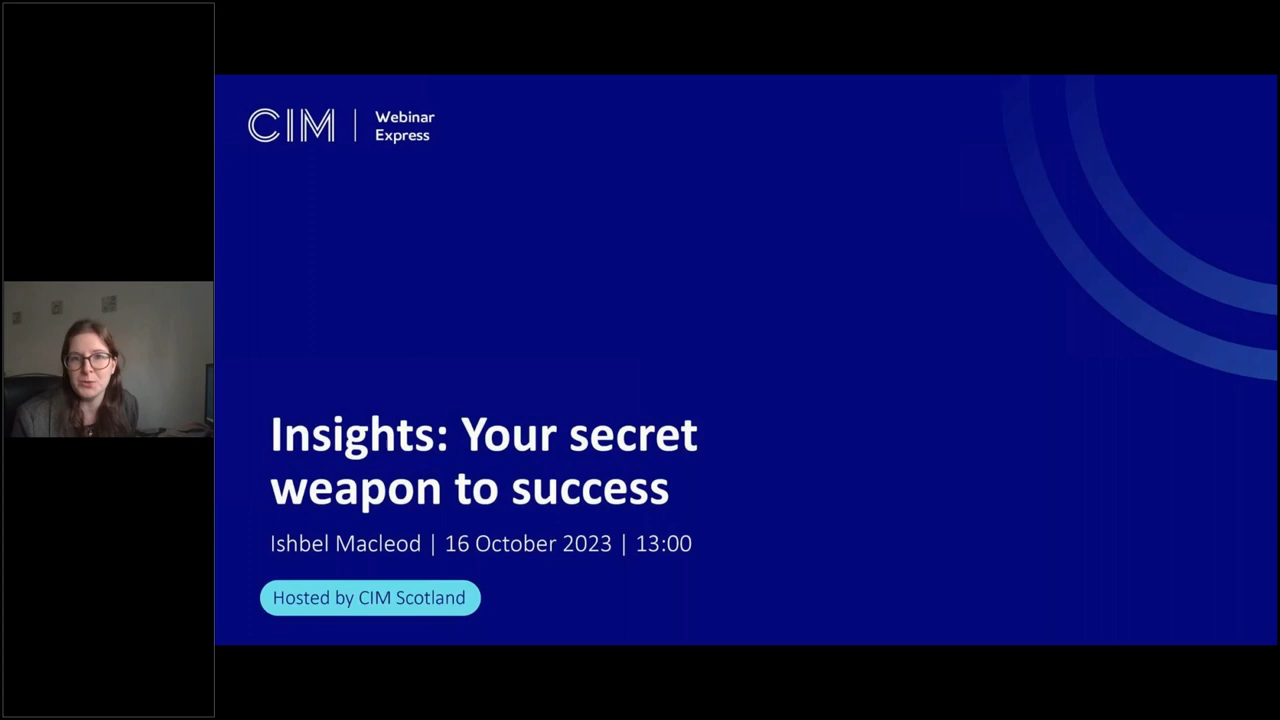 CIM | Webinar
Express
Insights: Your secret
weapon to success
Ishbel Macleod | 16 October 2023 | 13:00
Hosted by CIM Scotland